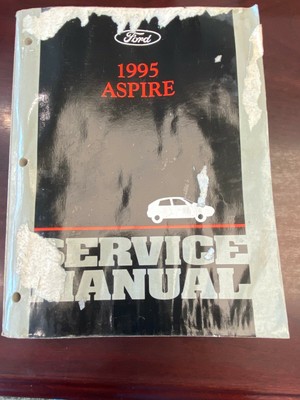 Ford
1995
ASPIRE
SERVICE
MANUAL